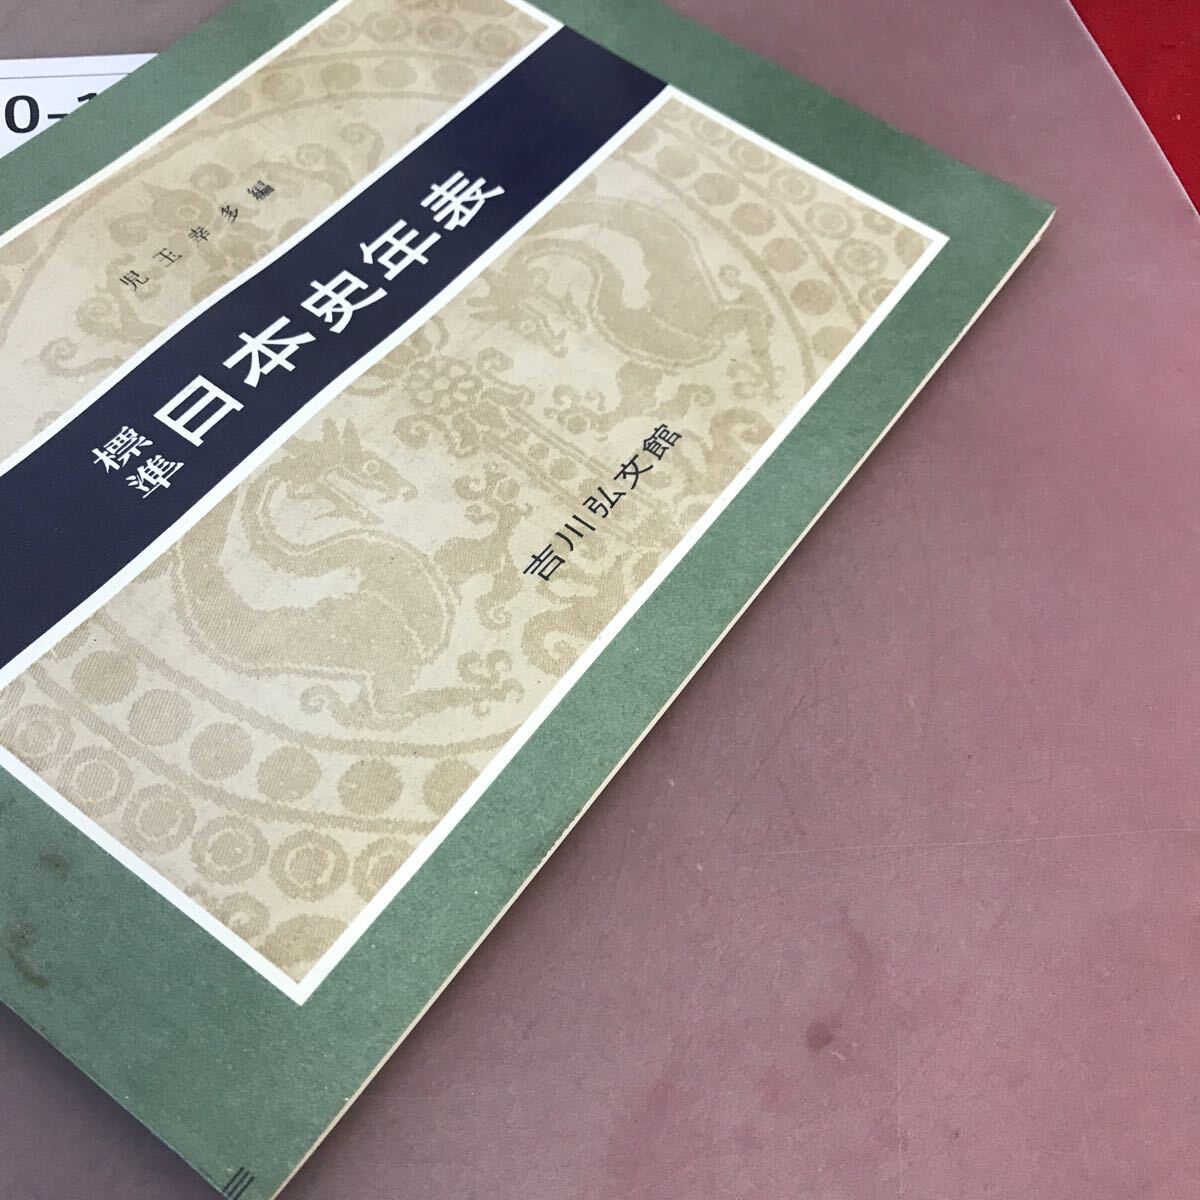 0-1
児玉幸多編
標準 日本史年表
吉川弘文館